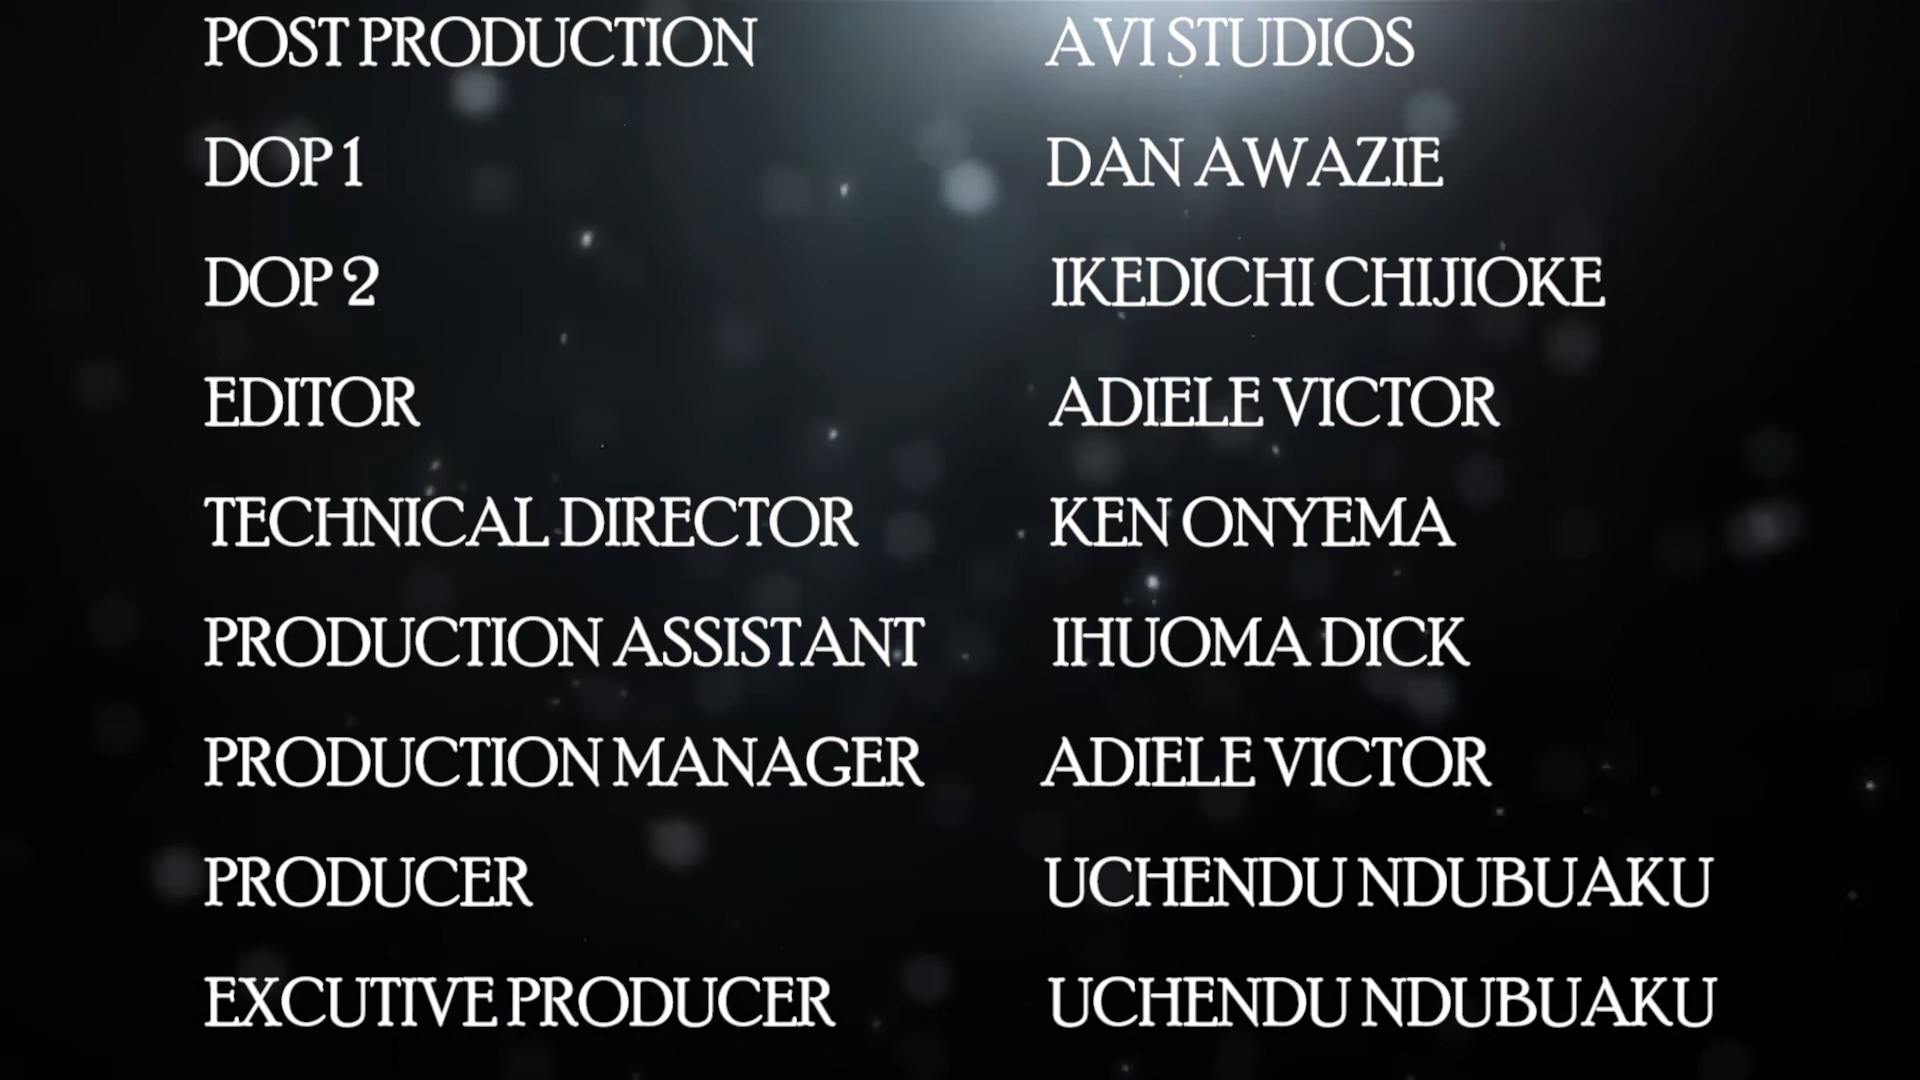 POST PRODUCTION AVI STUDIOS
DOP 1 DAN AWAZIE
DOP 2 IKEDICHI CHIJIOKE
EDITOR ADIELE VICTOR
TECHNICAL DIRECTOR KEN ONYEMA
PRODUCTION ASSISTANT IHUOMA DICK
PRODUCTION MANAGER ADIELE VICTOR
PRODUCER UCHENDU NDUBUAKU
EXCUTIVE PRODUCER UCHENDU NDUBUAKU